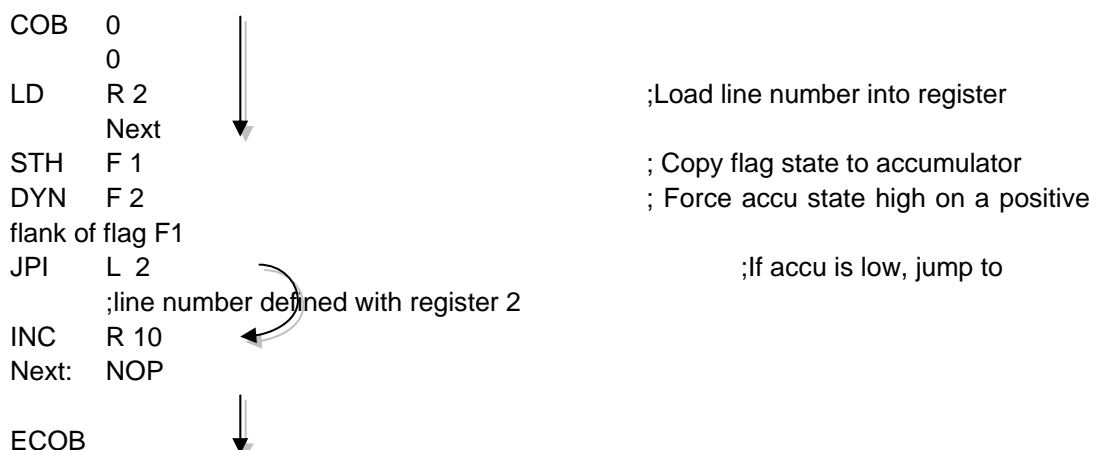 COB 0
0
LD R 2 ;Load line number into register
Next
STH F 1 ; Copy flag state to accumulator
DYN F 2 ; Force accu state high on a positive
flank of flag F1
JPI L 2 ;If accu is low, jump to
;line number defined with register 2
INC R 10
Next: NOP
ECOB